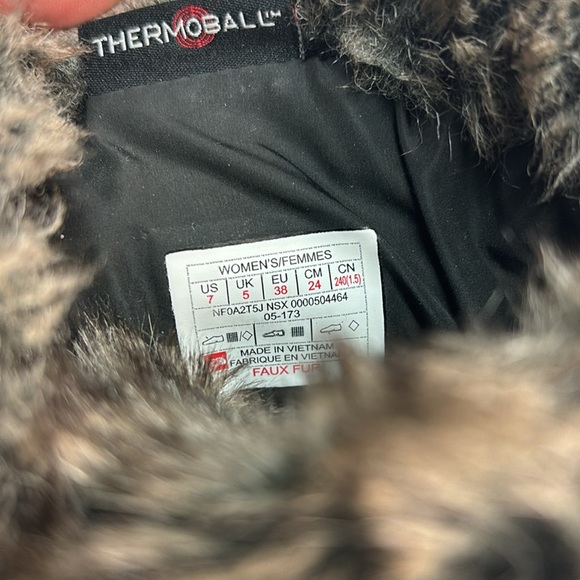 THERMOBALL™
WOMEN'S/FEMMES
US UK EU CM CN
7 5 38 24 240(1.5)
NF0A2T5J NSX 0000504464
05-173
MADE IN VIETNAM
FABRIQUE EN VIETNA
FAUX FUR